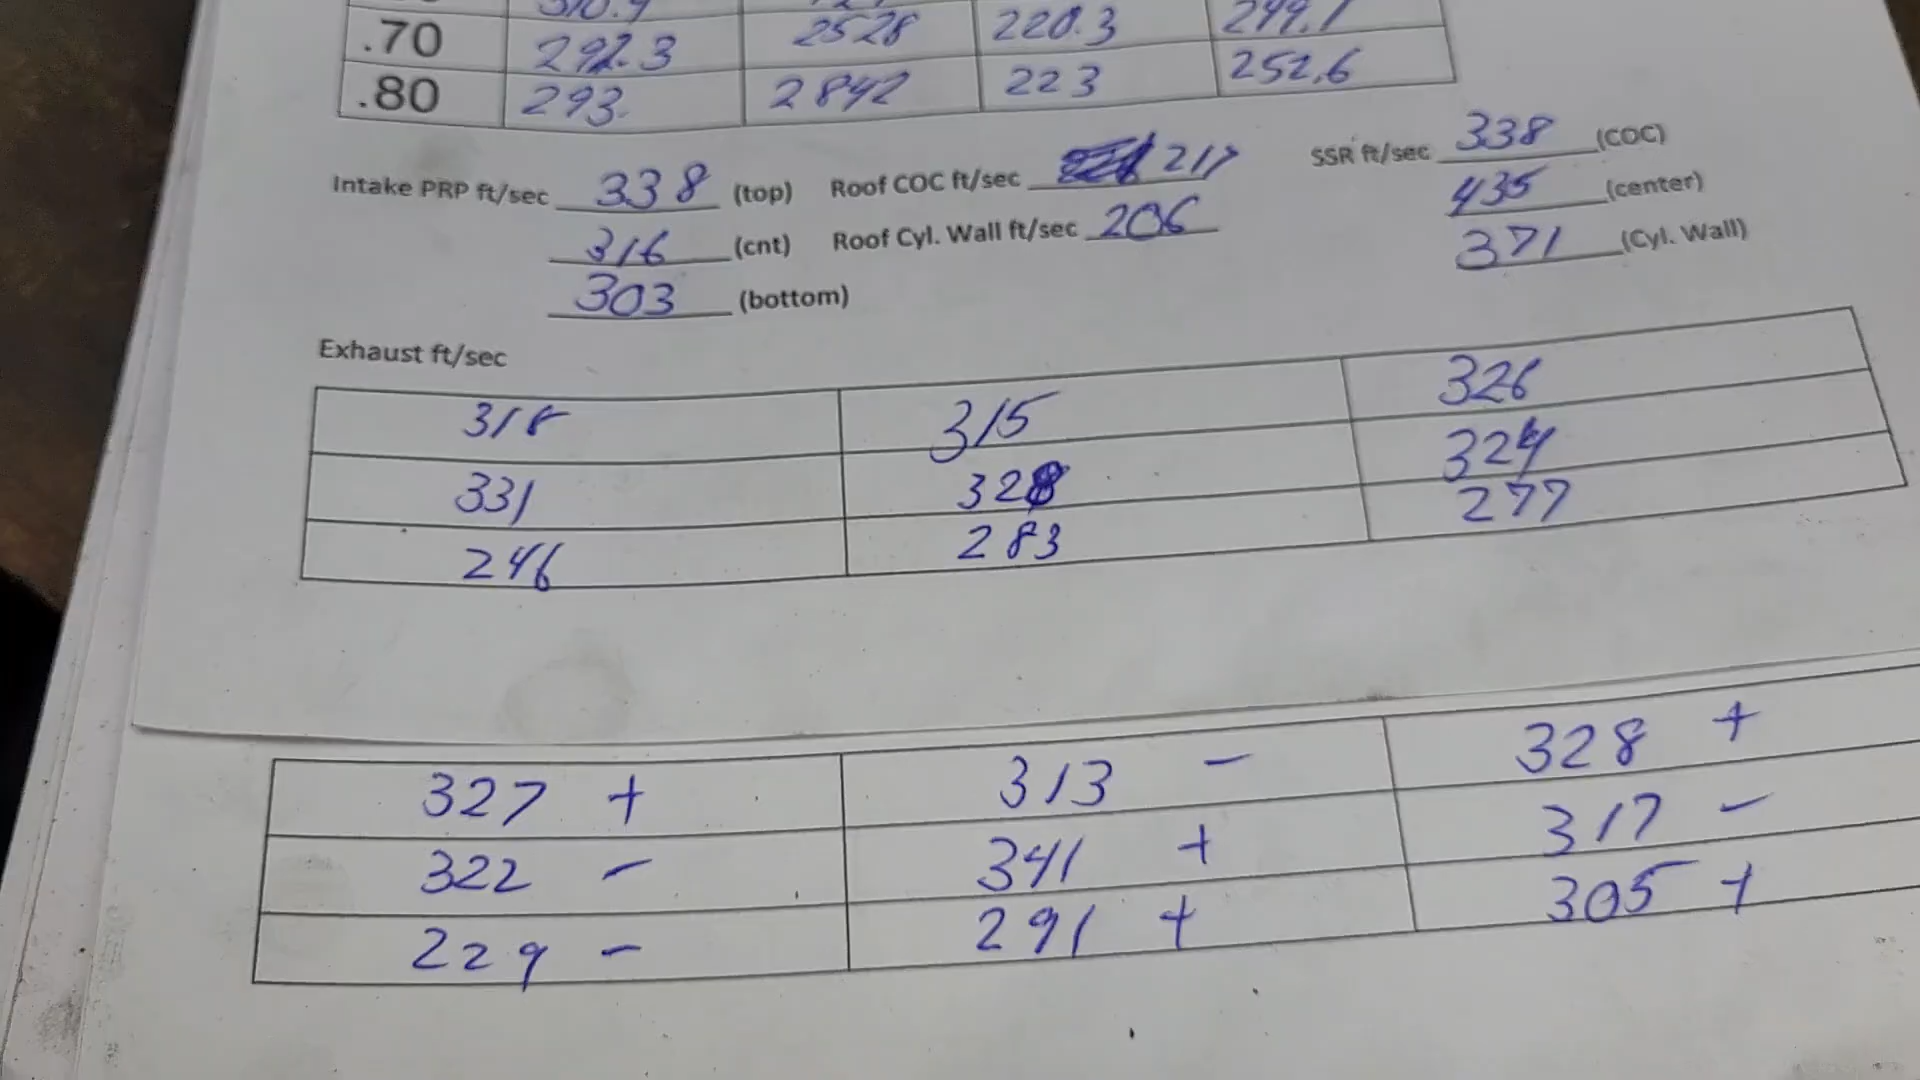 310.9
.70 292.3 2528 220.3 249.1
.80 293. 2842 223 252.6
Intake PRP ft/sec 338 (top) Roof COC ft/sec 217 SSR ft/sec 338 (COC)
316 (cnt) Roof Cyl. Wall ft/sec 206 435 (center)
303 (bottom) 371 (Cyl. Wall)
Exhaust ft/sec
318 315 326
331 328 324
246 283 277
327 + 313 - 328 +
322 - 341 + 317 -
229 - 291 + 305 +